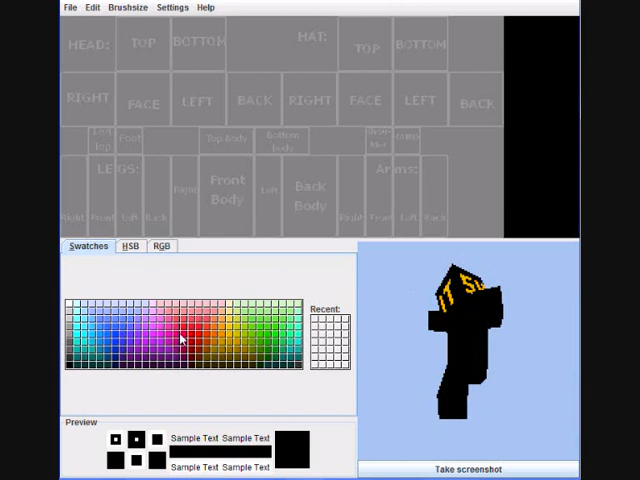 File Edit Brushsize Settings Help
HEAD: TOP BOTTOM HAT: TOP BOTTOM
RIGHT FACE LEFT BACK RIGHT FACE LEFT BACK
Top Foot Top Body Bottom body
LEGS: Right Front Body Left Back Body Arms:
Right Front Left Back Right Front Left Back
Swatches HSB RGB
Recent:
Preview
Sample Text Sample Text
Sample Text Sample Text
Take screenshot